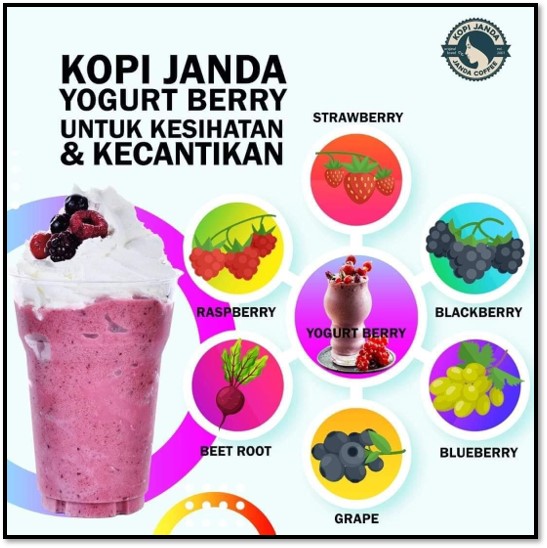 KOPI JANDA
JANDA COFFEE
KOPI JANDA
YOGURT BERRY
UNTUK KESIHATAN
& KECANTIKAN
STRAWBERRY
RASPBERRY
BLACKBERRY
YOGURT BERRY
BEET ROOT
BLUEBERRY
GRAPE